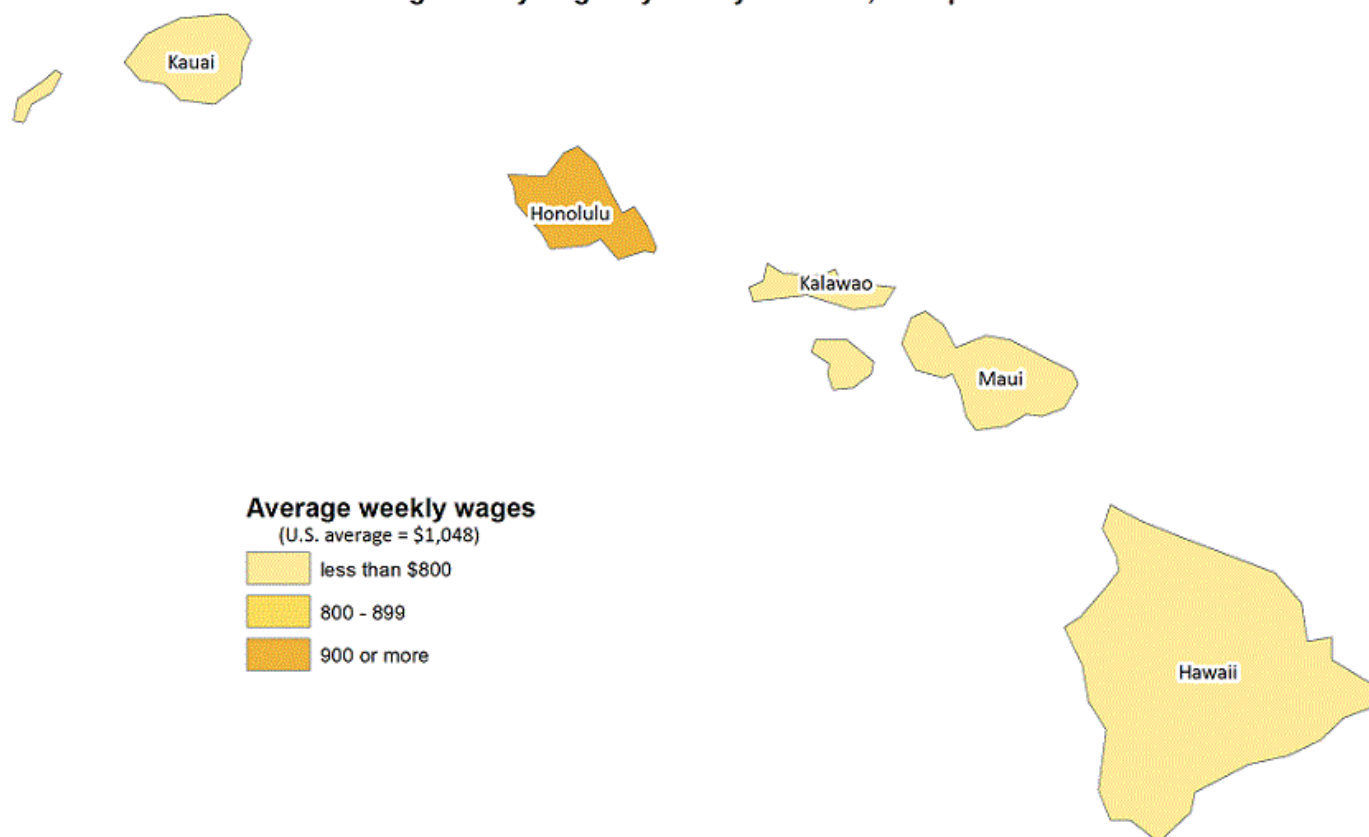 Kauai
Honolulu
Kalawao
Maui
Average weekly wages
(U.S. average = $1,048)
less than $800
800 - 899
900 or more
Hawaii